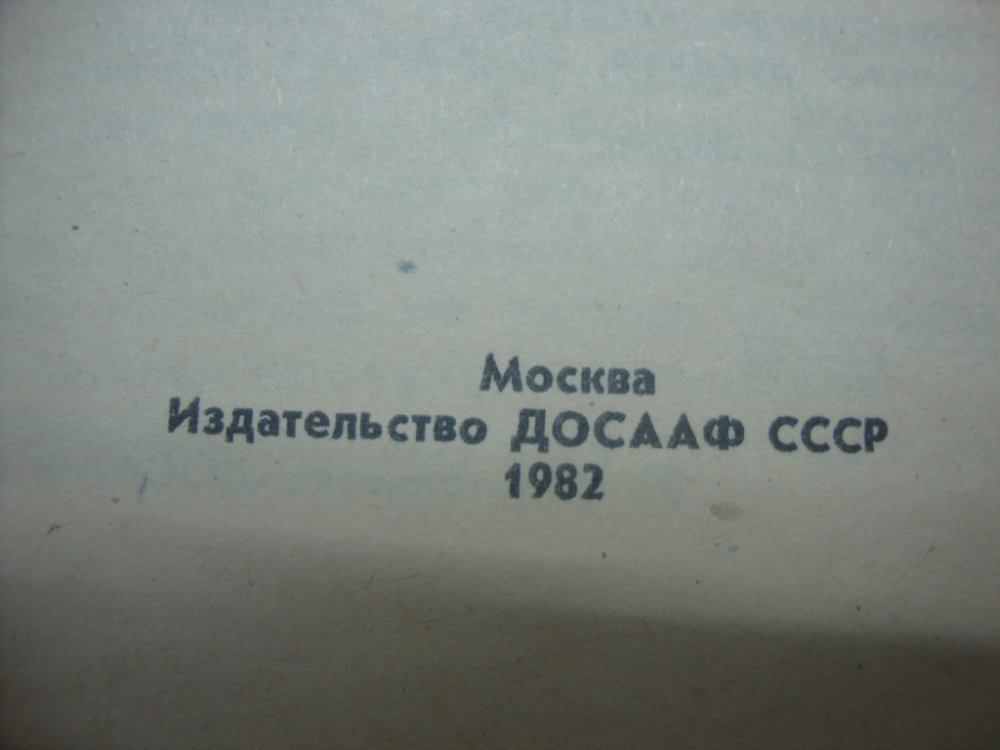 Москва
Издательство ДОСААФ СССР
1982